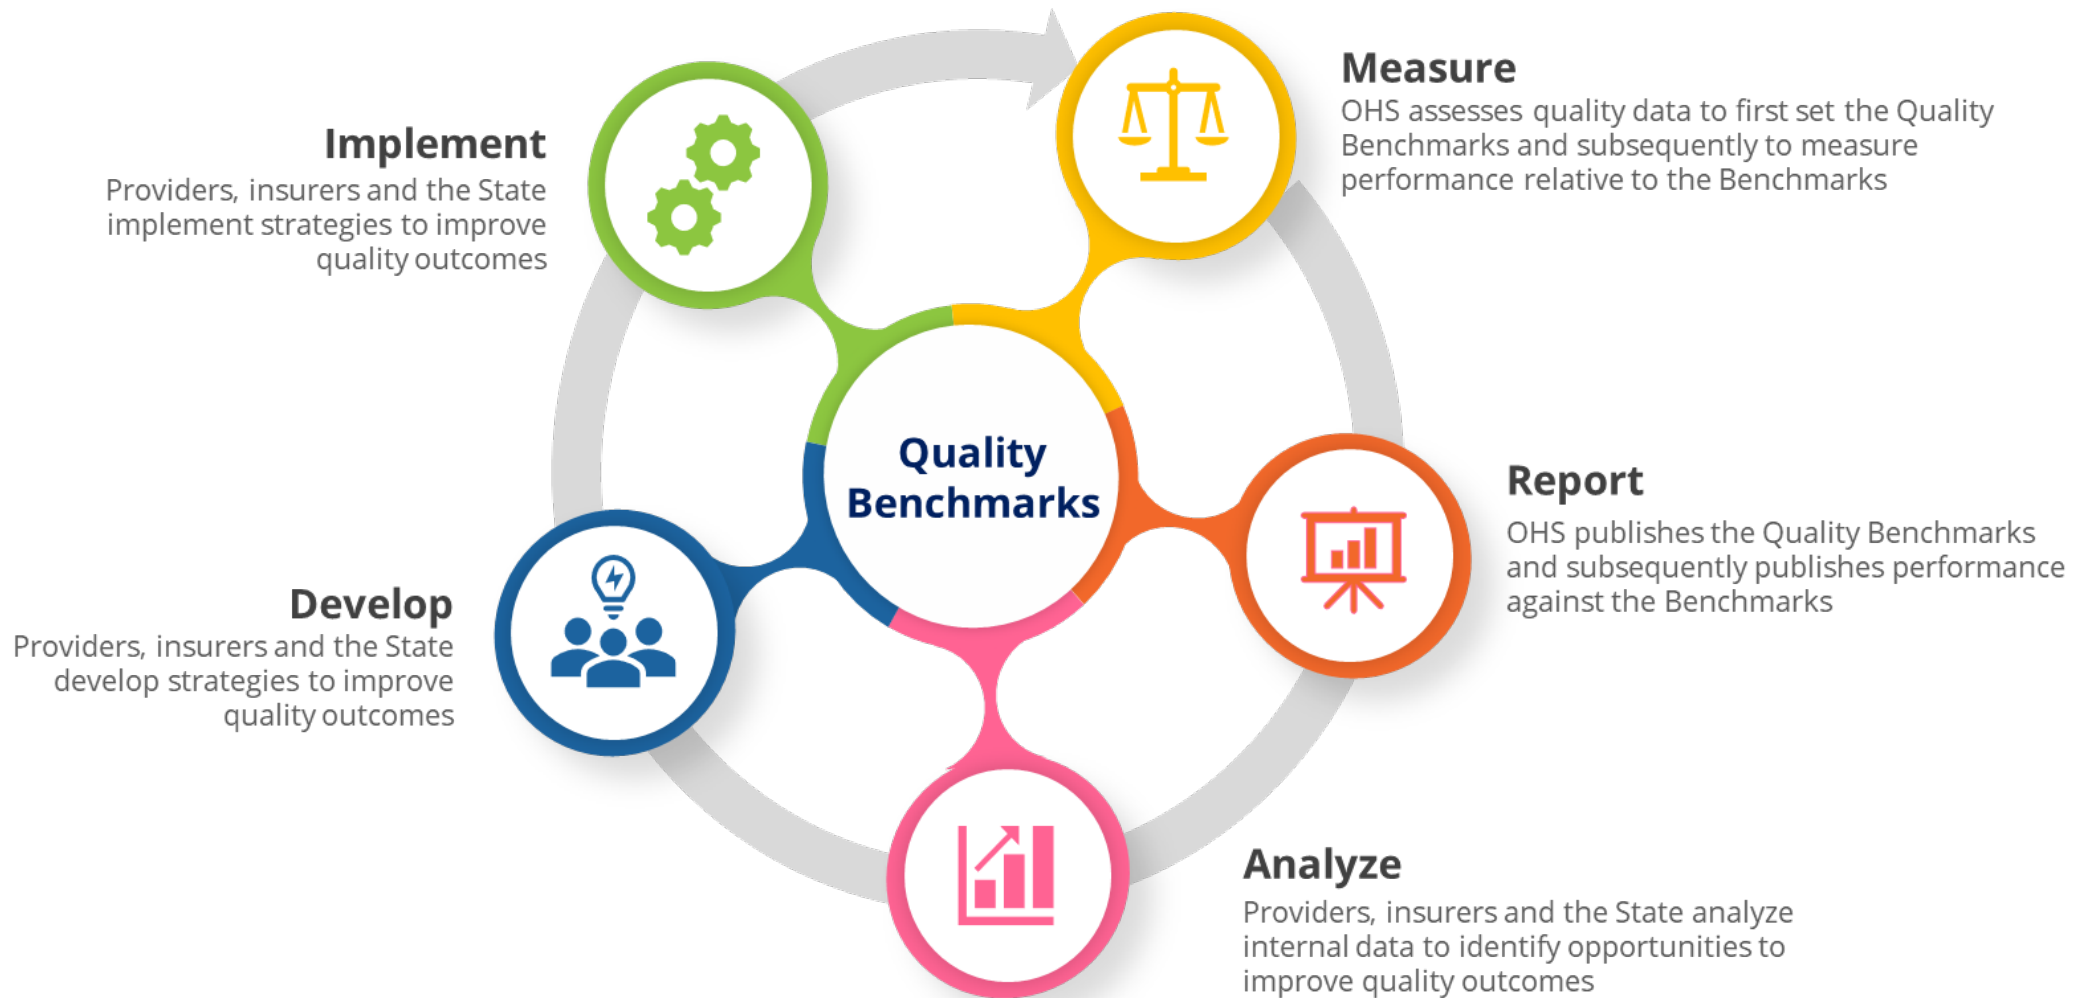 Measure
OHS assesses quality data to first set the Quality
Benchmarks and subsequently to measure
performance relative to the Benchmarks
Report
OHS publishes the Quality Benchmarks
and subsequently publishes performance
against the Benchmarks
Analyze
Providers, insurers and the State analyze
internal data to identify opportunities to
improve quality outcomes
Develop
Providers, insurers and the State
develop strategies to improve
quality outcomes
Implement
Providers, insurers and the State
implement strategies to improve
quality outcomes
Quality
Benchmarks